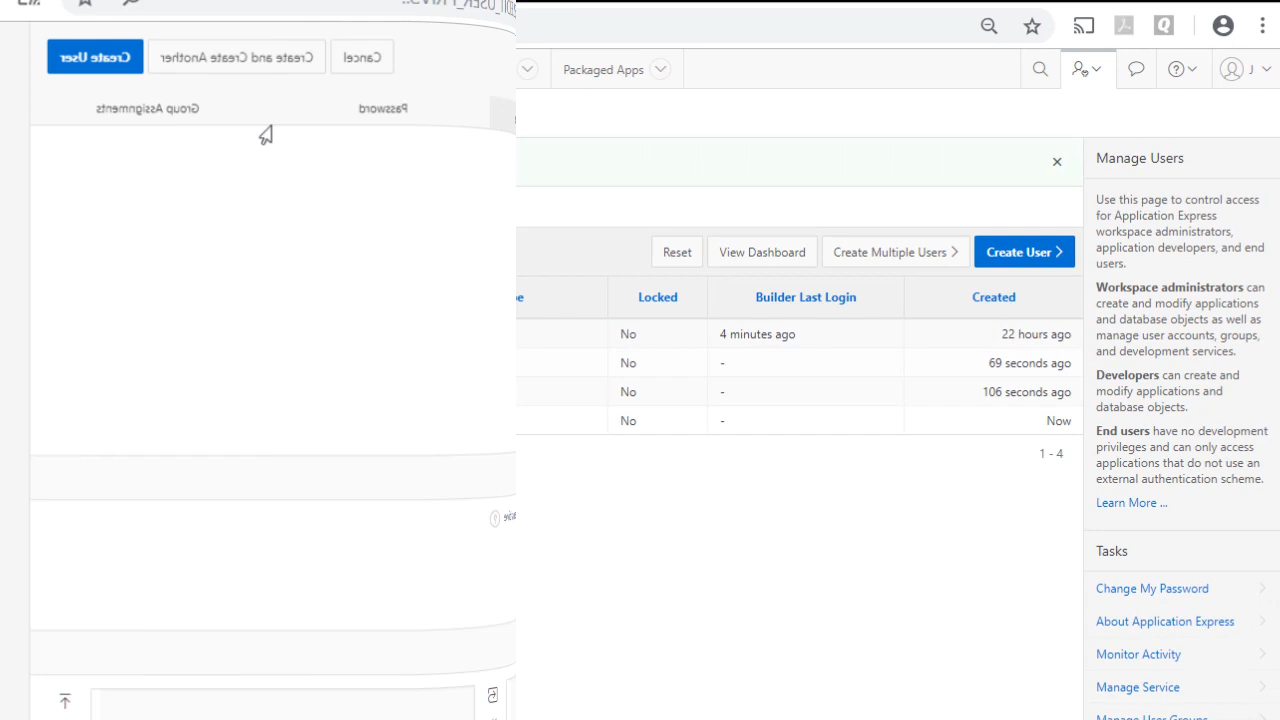 Create User
Create and Create Another
Cancel
Group Assignments
Password
Packaged Apps
J
Manage Users
Use this page to control access
for Application Express
workspace administrators,
application developers, and end
users.
Workspace administrators can
create and modify applications
and database objects as well as
manage user accounts, groups,
and development services.
Developers can create and
modify applications and
database objects.
End users have no development
privileges and can only access
applications that do not use an
external authentication scheme.
Learn More ...
Reset
View Dashboard
Create Multiple Users
Create User
Locked
Builder Last Login
Created
No
4 minutes ago
22 hours ago
No
-
69 seconds ago
No
-
106 seconds ago
No
-
Now
1 - 4
Tasks
Change My Password
About Application Express
Monitor Activity
Manage Service
Manage User Groups